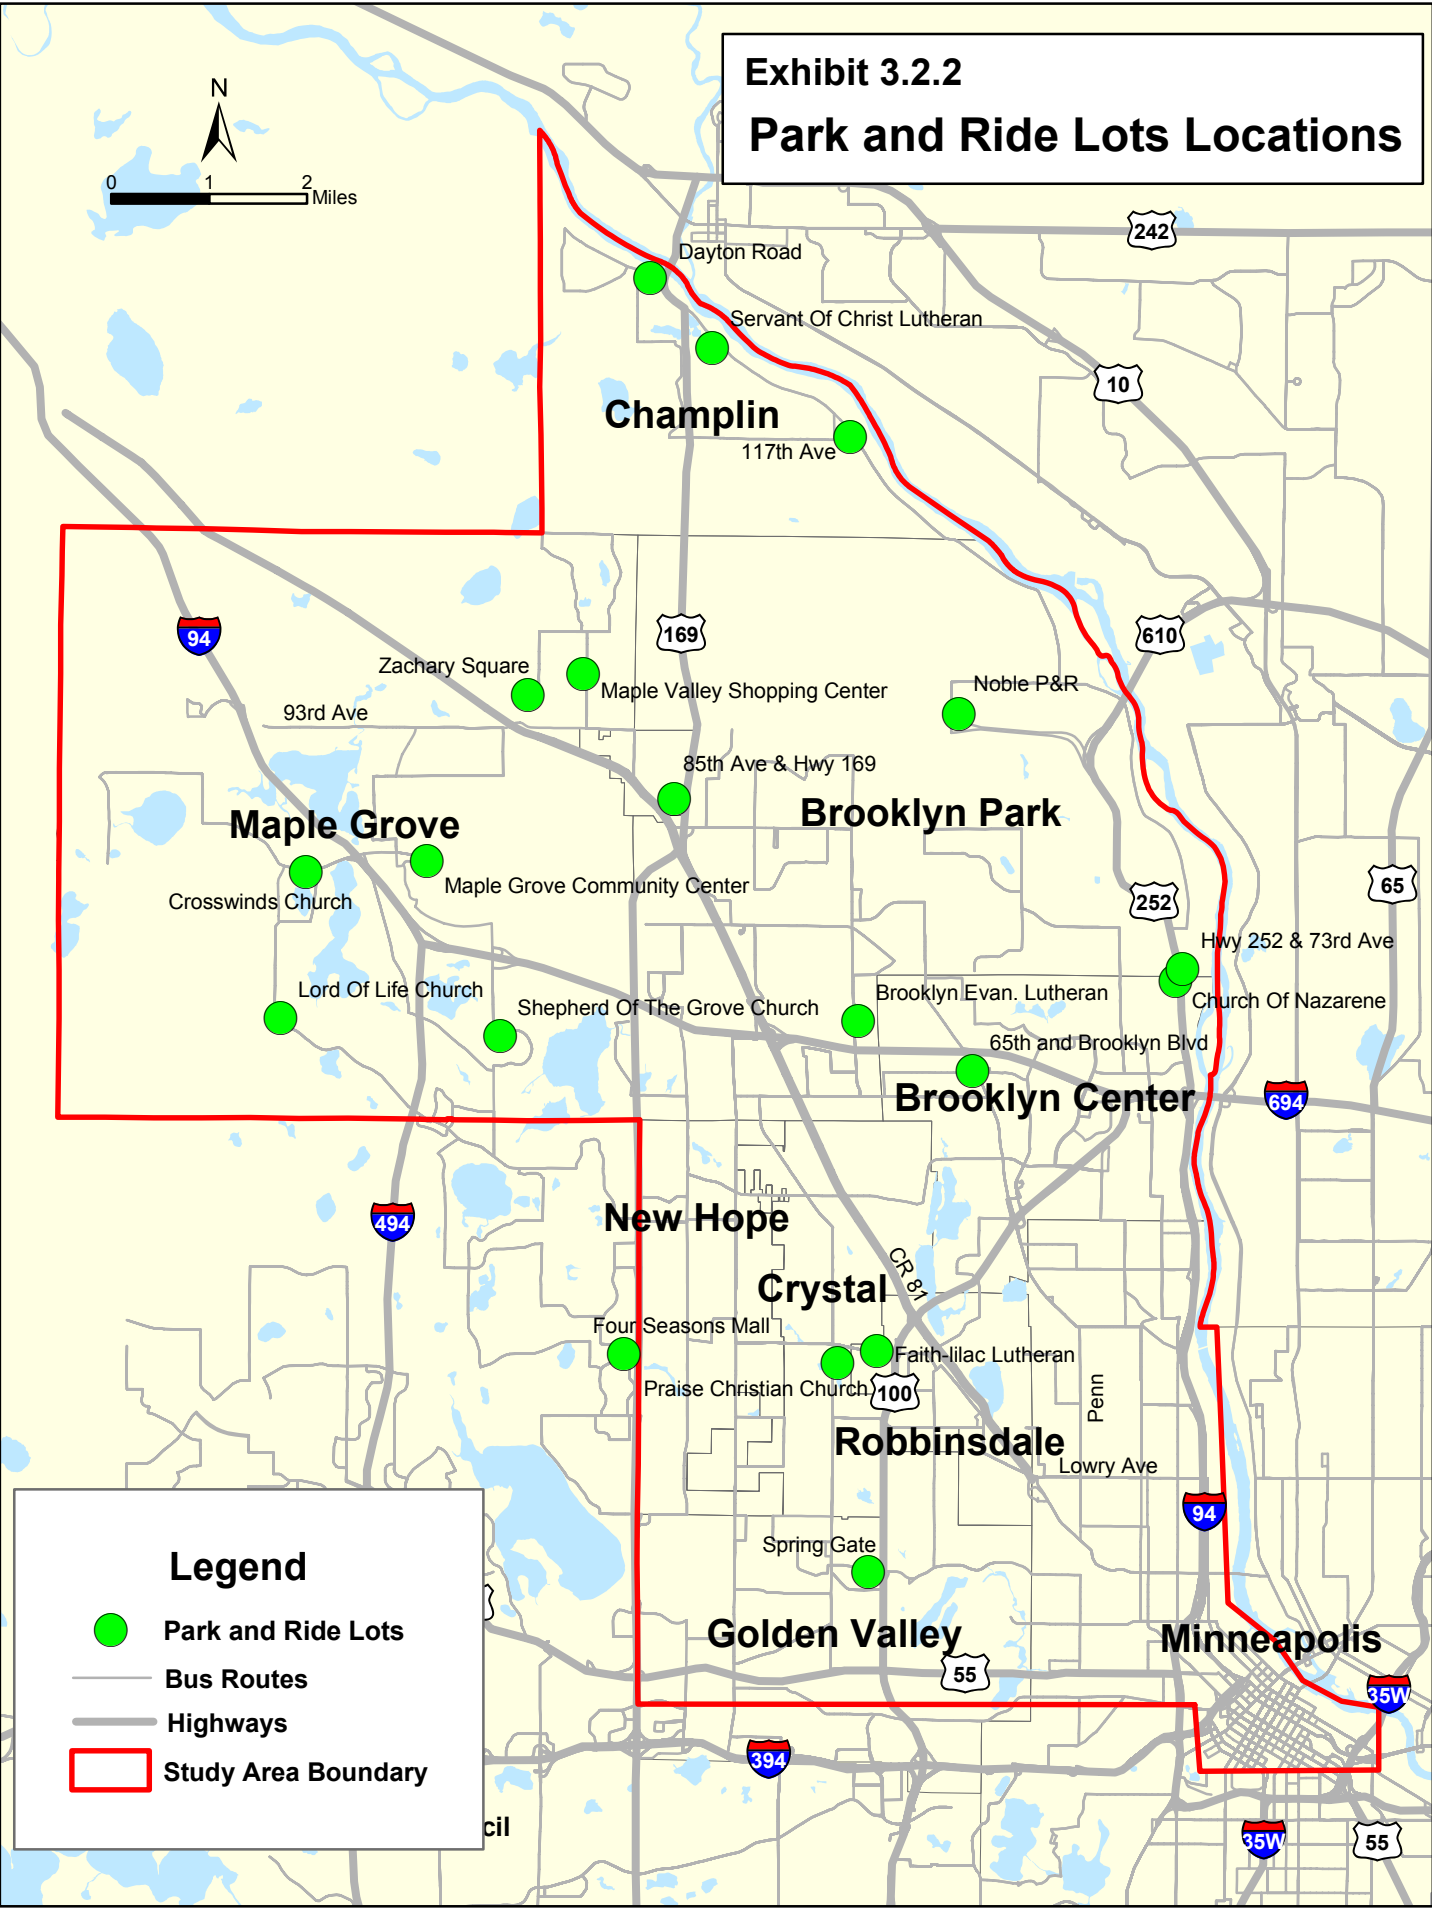 Exhibit 3.2.2
Park and Ride Lots Locations
N
0 1 2
Miles
242
Dayton Road
Servant Of Christ Lutheran
10
Champlin
117th Ave
94
169
610
Zachary Square
Maple Valley Shopping Center
Noble P&R
93rd Ave
85th Ave & Hwy 169
Maple Grove
Brooklyn Park
Maple Grove Community Center
65
Crosswinds Church
252
Hwy 252 & 73rd Ave
Lord Of Life Church
Shepherd Of The Grove Church
Brooklyn Evan. Lutheran
Church Of Nazarene
65th and Brooklyn Blvd
Brooklyn Center
694
New Hope
494
CR 81
Crystal
Four Seasons Mall
Faith-lilac Lutheran
Praise Christian Church
100
Penn
Robbinsdale
Lowry Ave
94
Spring Gate
Golden Valley
Minneapolis
55
35W
394
35W
55
Legend
Park and Ride Lots
Bus Routes
Highways
Study Area Boundary
cil